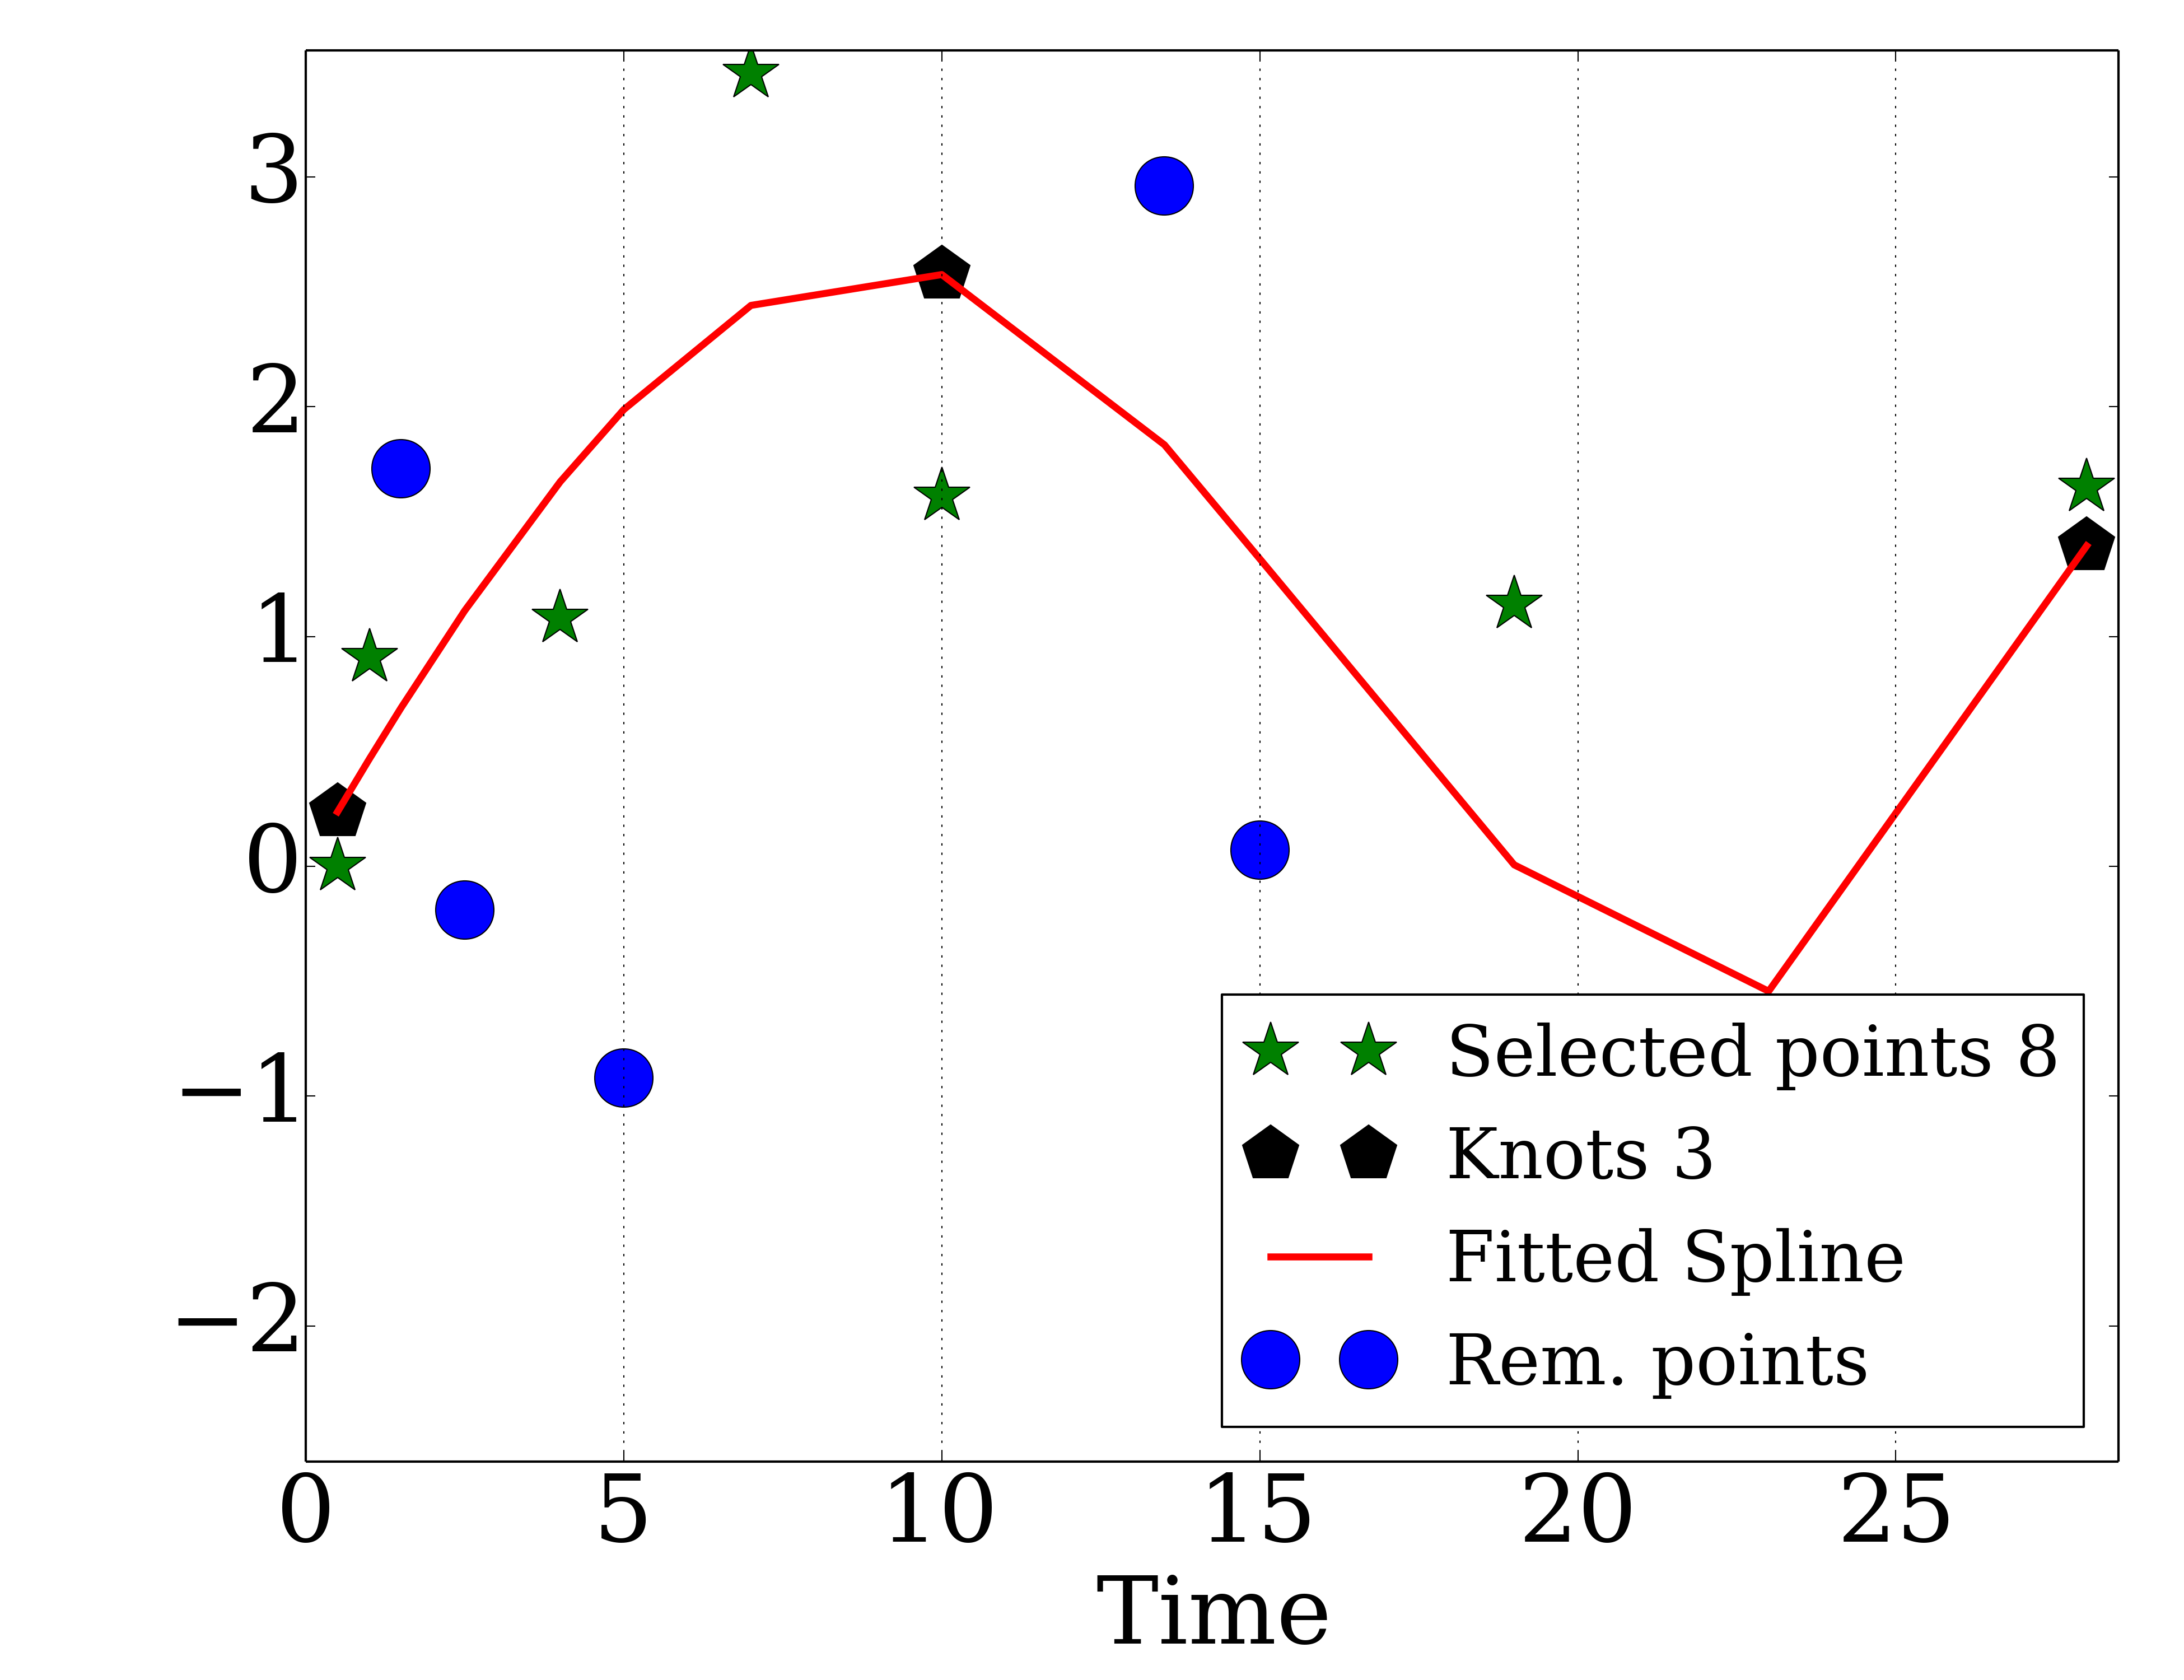 3
2
1
0
−1
−2
Selected points 8
Knots 3
Fitted Spline
Rem. points
0 5 10 15 20 25
Time